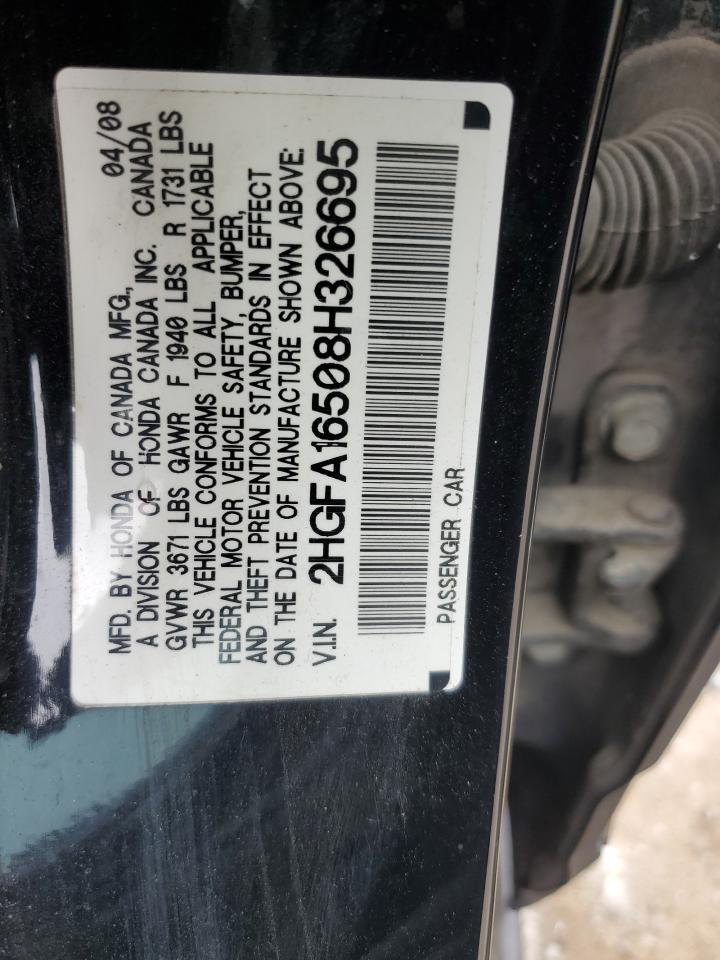 MFD. BY HONDA OF CANADA MFG., 04/08
A DIVISION OF HONDA CANADA INC. CANADA
GVWR 3671 LBS GAWR F 1940 LBS R 1731 LBS
THIS VEHICLE CONFORMS TO ALL APPLICABLE
FEDERAL MOTOR VEHICLE SAFETY, BUMPER,
AND THEFT PREVENTION STANDARDS IN EFFECT
ON THE DATE OF MANUFACTURE SHOWN ABOVE:
V.I.N. 2HGFA16508H326695
PASSENGER CAR